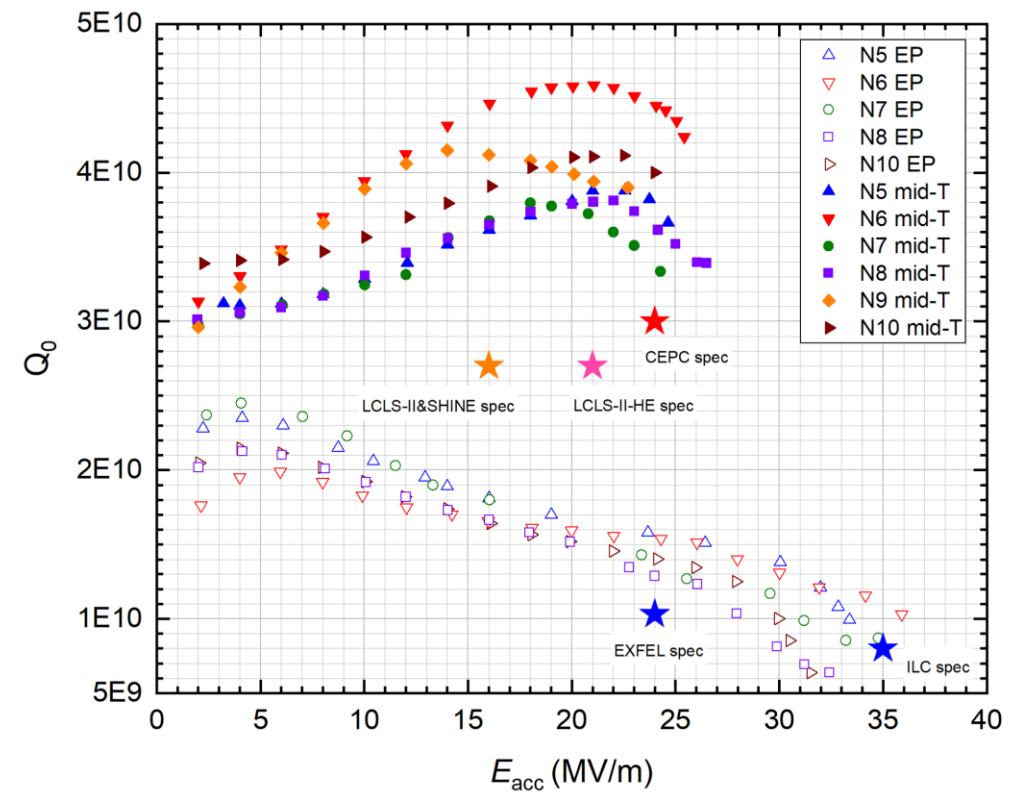 5E10
4E10
3E10
2E10
1E10
5E9
Q0
N5 EP
N6 EP
N7 EP
N8 EP
N10 EP
N5 mid-T
N6 mid-T
N7 mid-T
N8 mid-T
N9 mid-T
N10 mid-T
CEPC spec
LCLS-II&SHINE spec
LCLS-II-HE spec
EXFEL spec
ILC spec
0 5 10 15 20 25 30 35 40
Eacc (MV/m)